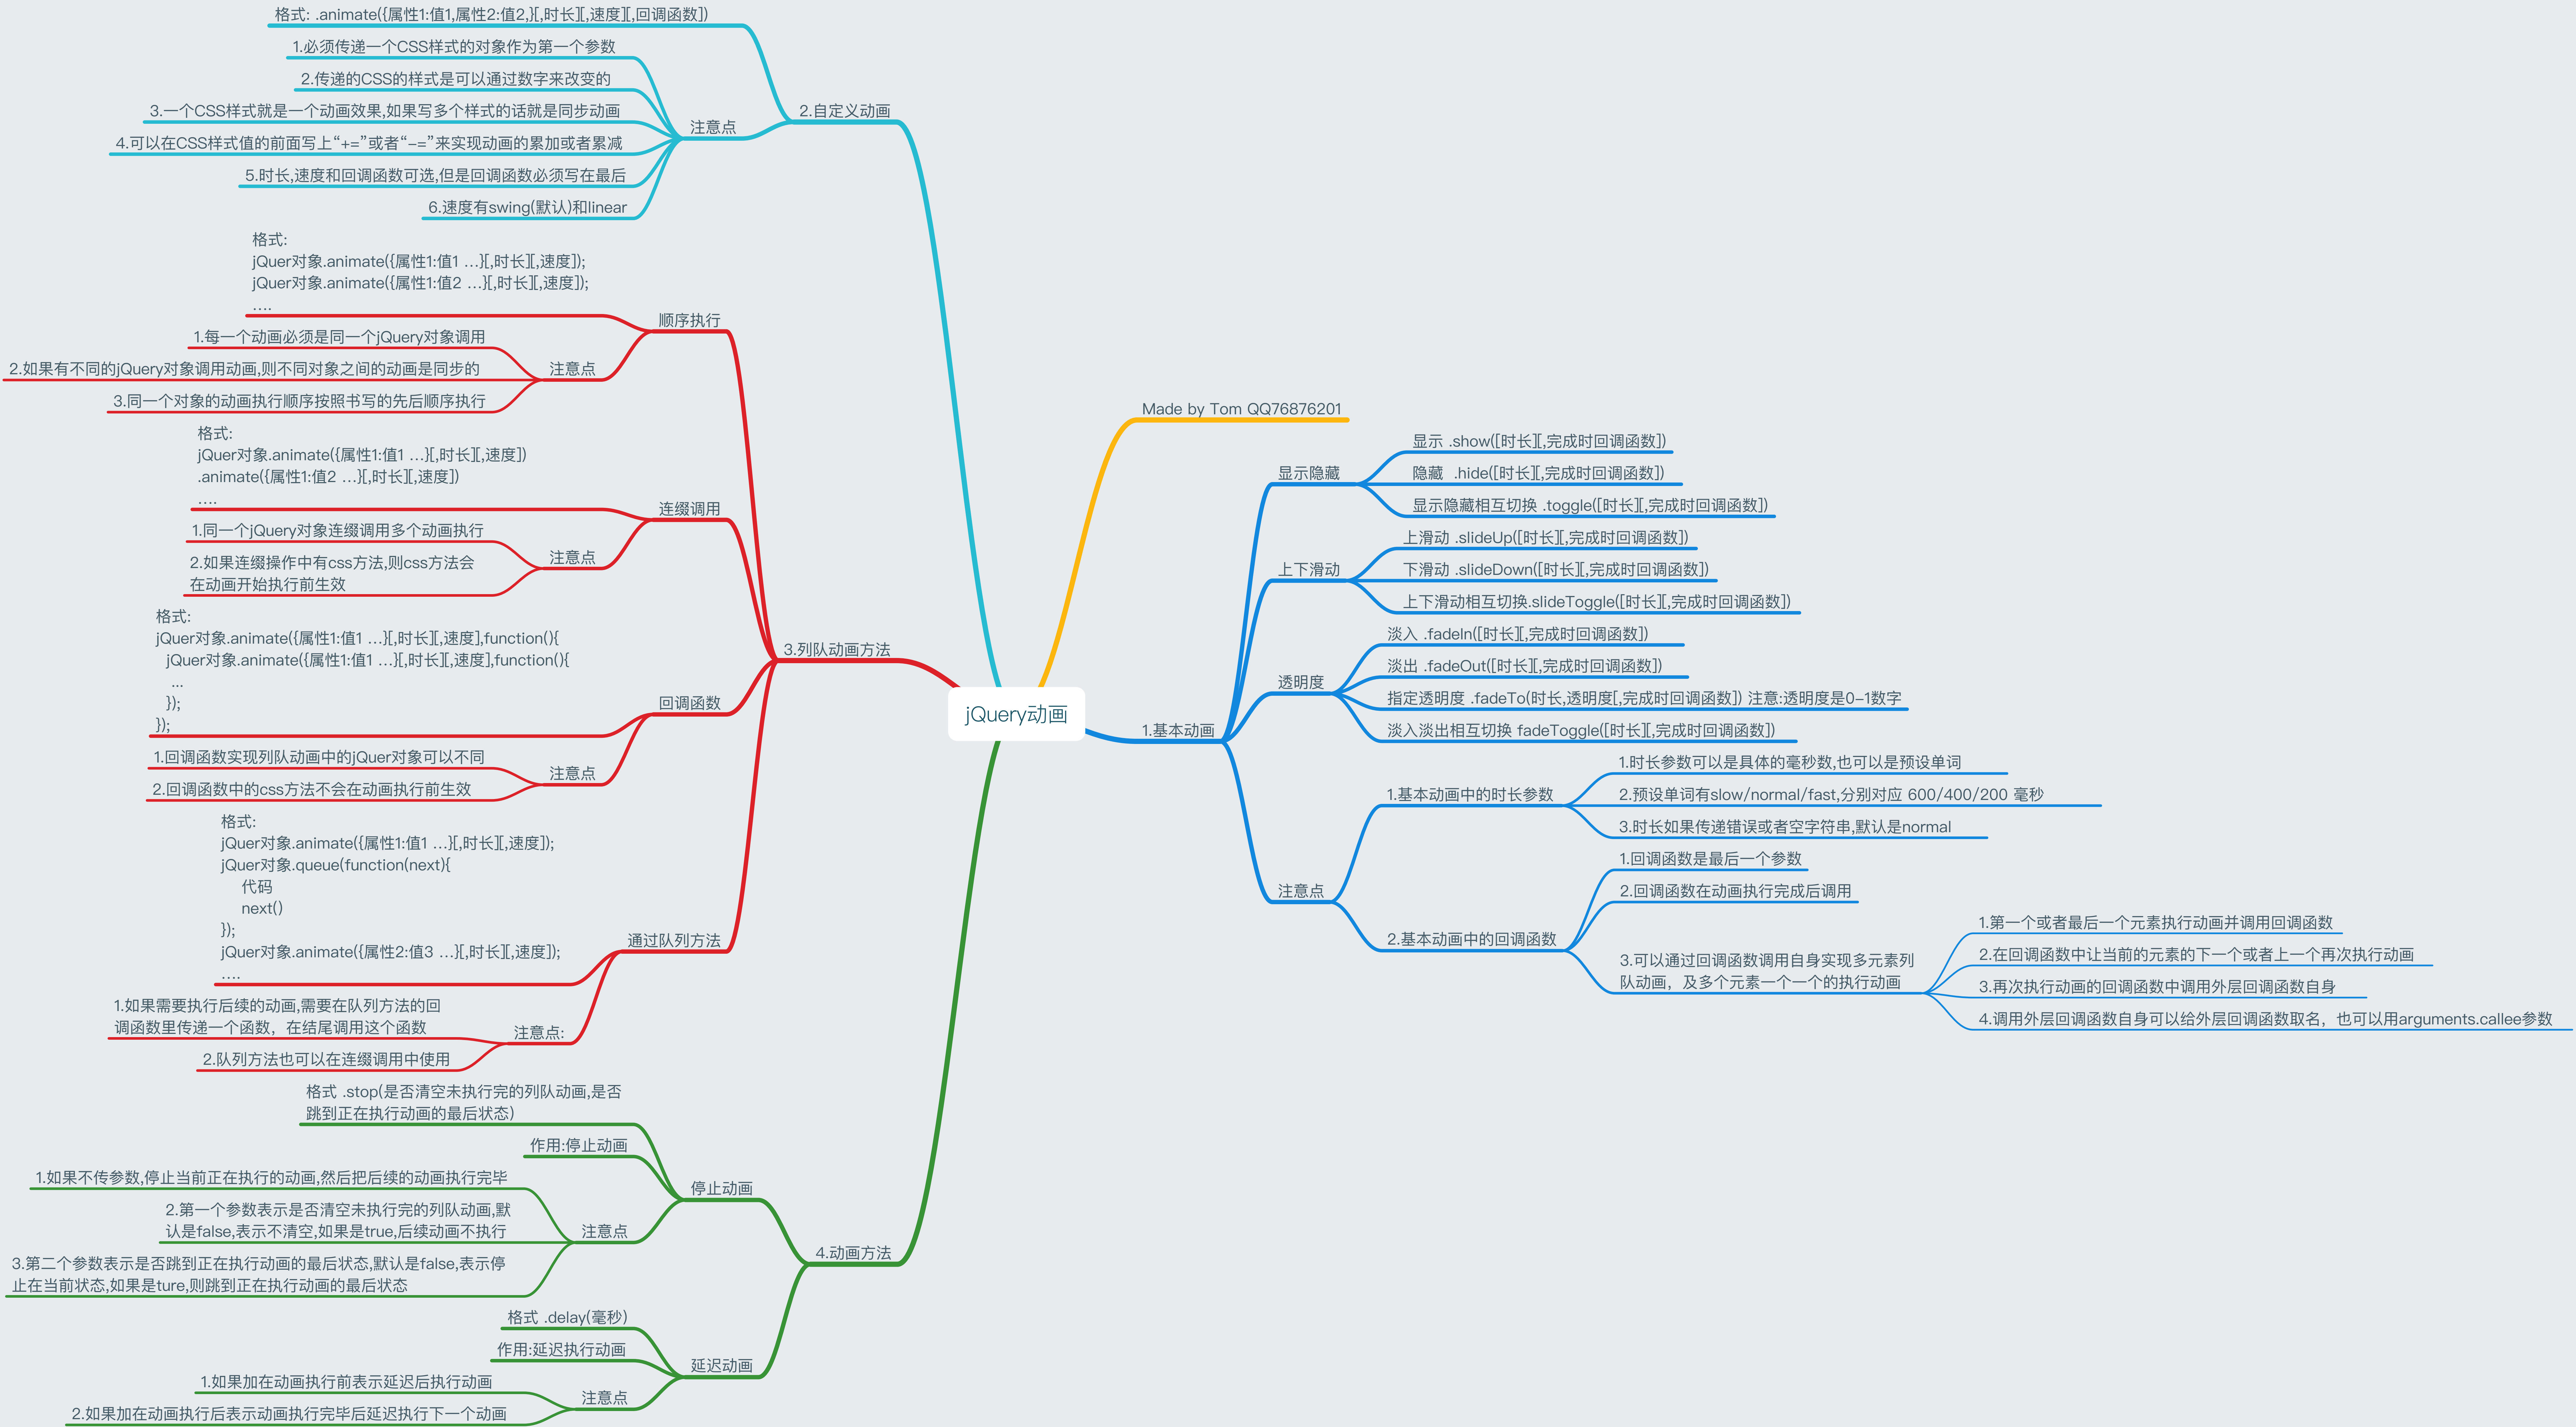 jQuery动画
Made by Tom QQ76876201
1.基本动画
显示隐藏
显示 .show([时长][,完成时回调函数])
隐藏  .hide([时长][,完成时回调函数])
显示隐藏相互切换 .toggle([时长][,完成时回调函数])
上下滑动
上滑动 .slideUp([时长][,完成时回调函数])
下滑动 .slideDown([时长][,完成时回调函数])
上下滑动相互切换.slideToggle([时长][,完成时回调函数])
透明度
淡入 .fadeIn([时长][,完成时回调函数])
淡出 .fadeOut([时长][,完成时回调函数])
指定透明度 .fadeTo(时长,透明度[,完成时回调函数]) 注意:透明度是0-1数字
淡入淡出相互切换 fadeToggle([时长][,完成时回调函数])
注意点
1.基本动画中的时长参数
1.时长参数可以是具体的毫秒数,也可以是预设单词
2.预设单词有slow/normal/fast,分别对应 600/400/200 毫秒
3.时长如果传递错误或者空字符串,默认是normal
2.基本动画中的回调函数
1.回调函数是最后一个参数
2.回调函数在动画执行完成后调用
3.可以通过回调函数调用自身实现多元素列
队动画，及多个元素一个一个的执行动画
1.第一个或者最后一个元素执行动画并调用回调函数
2.在回调函数中让当前的元素的下一个或者上一个再次执行动画
3.再次执行动画的回调函数中调用外层回调函数自身
4.调用外层回调函数自身可以给外层回调函数取名，也可以用arguments.callee参数
2.自定义动画
格式: .animate({属性1:值1,属性2:值2,}[,时长][,速度][,回调函数])
注意点
1.必须传递一个CSS样式的对象作为第一个参数
2.传递的CSS的样式是可以通过数字来改变的
3.一个CSS样式就是一个动画效果,如果写多个样式的话就是同步动画
4.可以在CSS样式值的前面写上“+=”或者“-=”来实现动画的累加或者累减
5.时长,速度和回调函数可选,但是回调函数必须写在最后
6.速度有swing(默认)和linear
3.列队动画方法
顺序执行
格式:
jQuer对象.animate({属性1:值1 …}[,时长][,速度]);
jQuer对象.animate({属性1:值2 …}[,时长][,速度]);
….
注意点
1.每一个动画必须是同一个jQuery对象调用
2.如果有不同的jQuery对象调用动画,则不同对象之间的动画是同步的
3.同一个对象的动画执行顺序按照书写的先后顺序执行
连缀调用
格式:
jQuer对象.animate({属性1:值1 …}[,时长][,速度])
.animate({属性1:值2 …}[,时长][,速度])
….
注意点
1.同一个jQuery对象连缀调用多个动画执行
2.如果连缀操作中有css方法,则css方法会
在动画开始执行前生效
回调函数
格式:
jQuer对象.animate({属性1:值1 …}[,时长][,速度],function(){
jQuer对象.animate({属性1:值1 …}[,时长][,速度],function(){
...
});
});
注意点
1.回调函数实现列队动画中的jQuer对象可以不同
2.回调函数中的css方法不会在动画执行前生效
通过队列方法
格式:
jQuer对象.animate({属性1:值1 …}[,时长][,速度]);
jQuer对象.queue(function(next){
代码
next()
});
jQuer对象.animate({属性2:值3 …}[,时长][,速度]);
….
注意点:
1.如果需要执行后续的动画,需要在队列方法的回
调函数里传递一个函数，在结尾调用这个函数
2.队列方法也可以在连缀调用中使用
4.动画方法
停止动画
格式 .stop(是否清空未执行完的列队动画,是否
跳到正在执行动画的最后状态)
作用:停止动画
注意点
1.如果不传参数,停止当前正在执行的动画,然后把后续的动画执行完毕
2.第一个参数表示是否清空未执行完的列队动画,默
认是false,表示不清空,如果是true,后续动画不执行
3.第二个参数表示是否跳到正在执行动画的最后状态,默认是false,表示停
止在当前状态,如果是ture,则跳到正在执行动画的最后状态
延迟动画
格式 .delay(毫秒)
作用:延迟执行动画
注意点
1.如果加在动画执行前表示延迟后执行动画
2.如果加在动画执行后表示动画执行完毕后延迟执行下一个动画